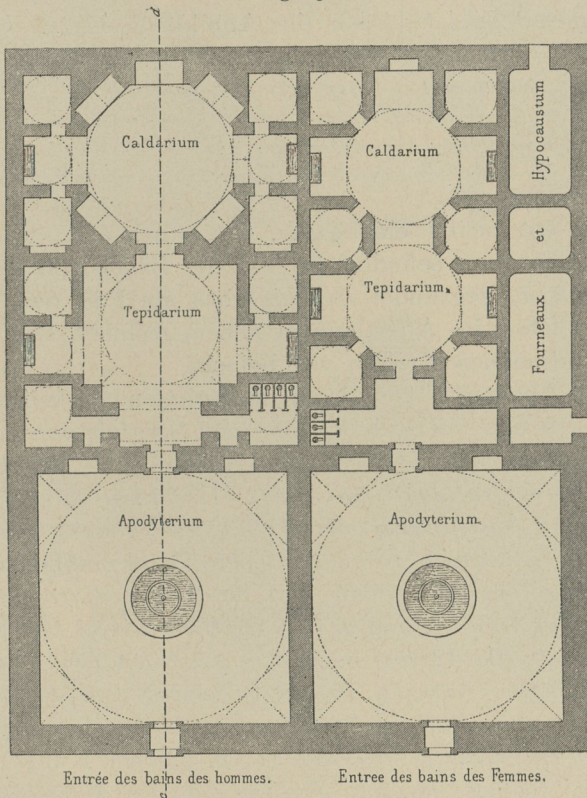 d
Caldarium
Caldarium
Hypocaustum
et
Fourneaux
Tepidarium
Tepidarium.
Apodyterium
Apodyterium.
Entrée des bains des hommes.
Entree des bains des Femmes.